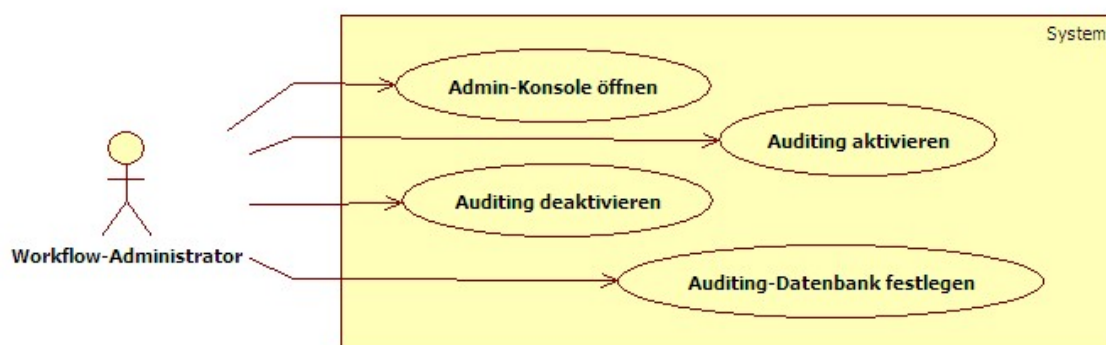 System
Admin-Konsole öffnen
Auditing aktivieren
Auditing deaktivieren
Workflow-Administrator
Auditing-Datenbank festlegen